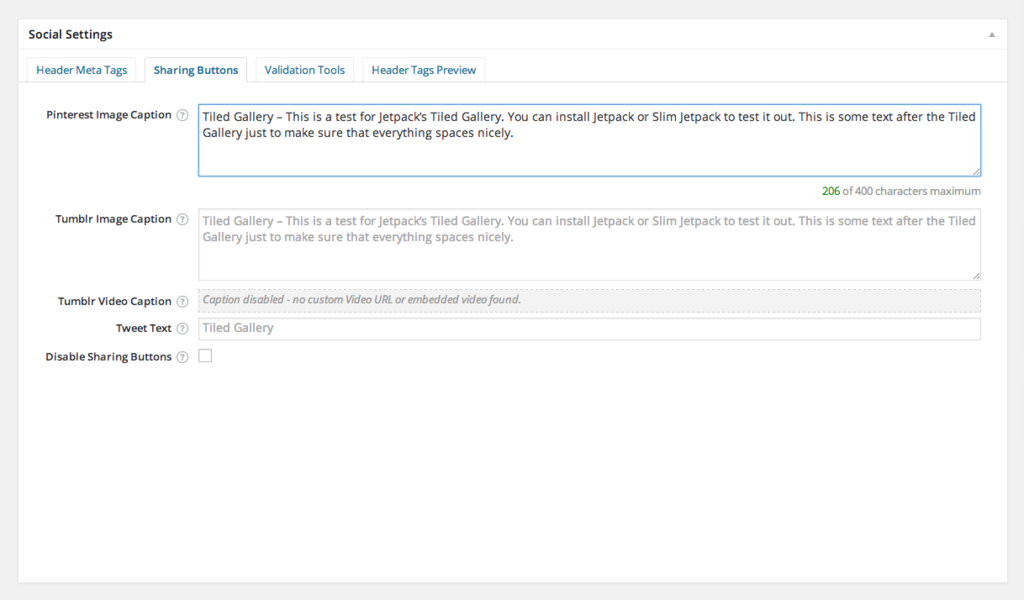 Social Settings
Header Meta Tags
Sharing Buttons
Validation Tools
Header Tags Preview
Pinterest Image Caption ?
Tiled Gallery – This is a test for Jetpack’s Tiled Gallery. You can install Jetpack or Slim Jetpack to test it out. This is some text after the Tiled
Gallery just to make sure that everything spaces nicely.
206 of 400 characters maximum
Tumblr Image Caption ?
Tiled Gallery – This is a test for Jetpack’s Tiled Gallery. You can install Jetpack or Slim Jetpack to test it out. This is some text after the Tiled
Gallery just to make sure that everything spaces nicely.
Tumblr Video Caption ?
Caption disabled - no custom Video URL or embedded video found.
Tweet Text ?
Tiled Gallery
Disable Sharing Buttons ?